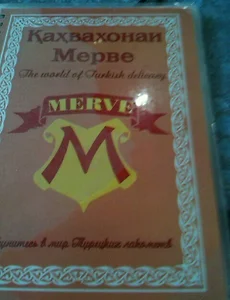 Қаҳвахонаи
Мерве
The world of Turkish delicacy
MERVE
M
в мир Турецких лакомств